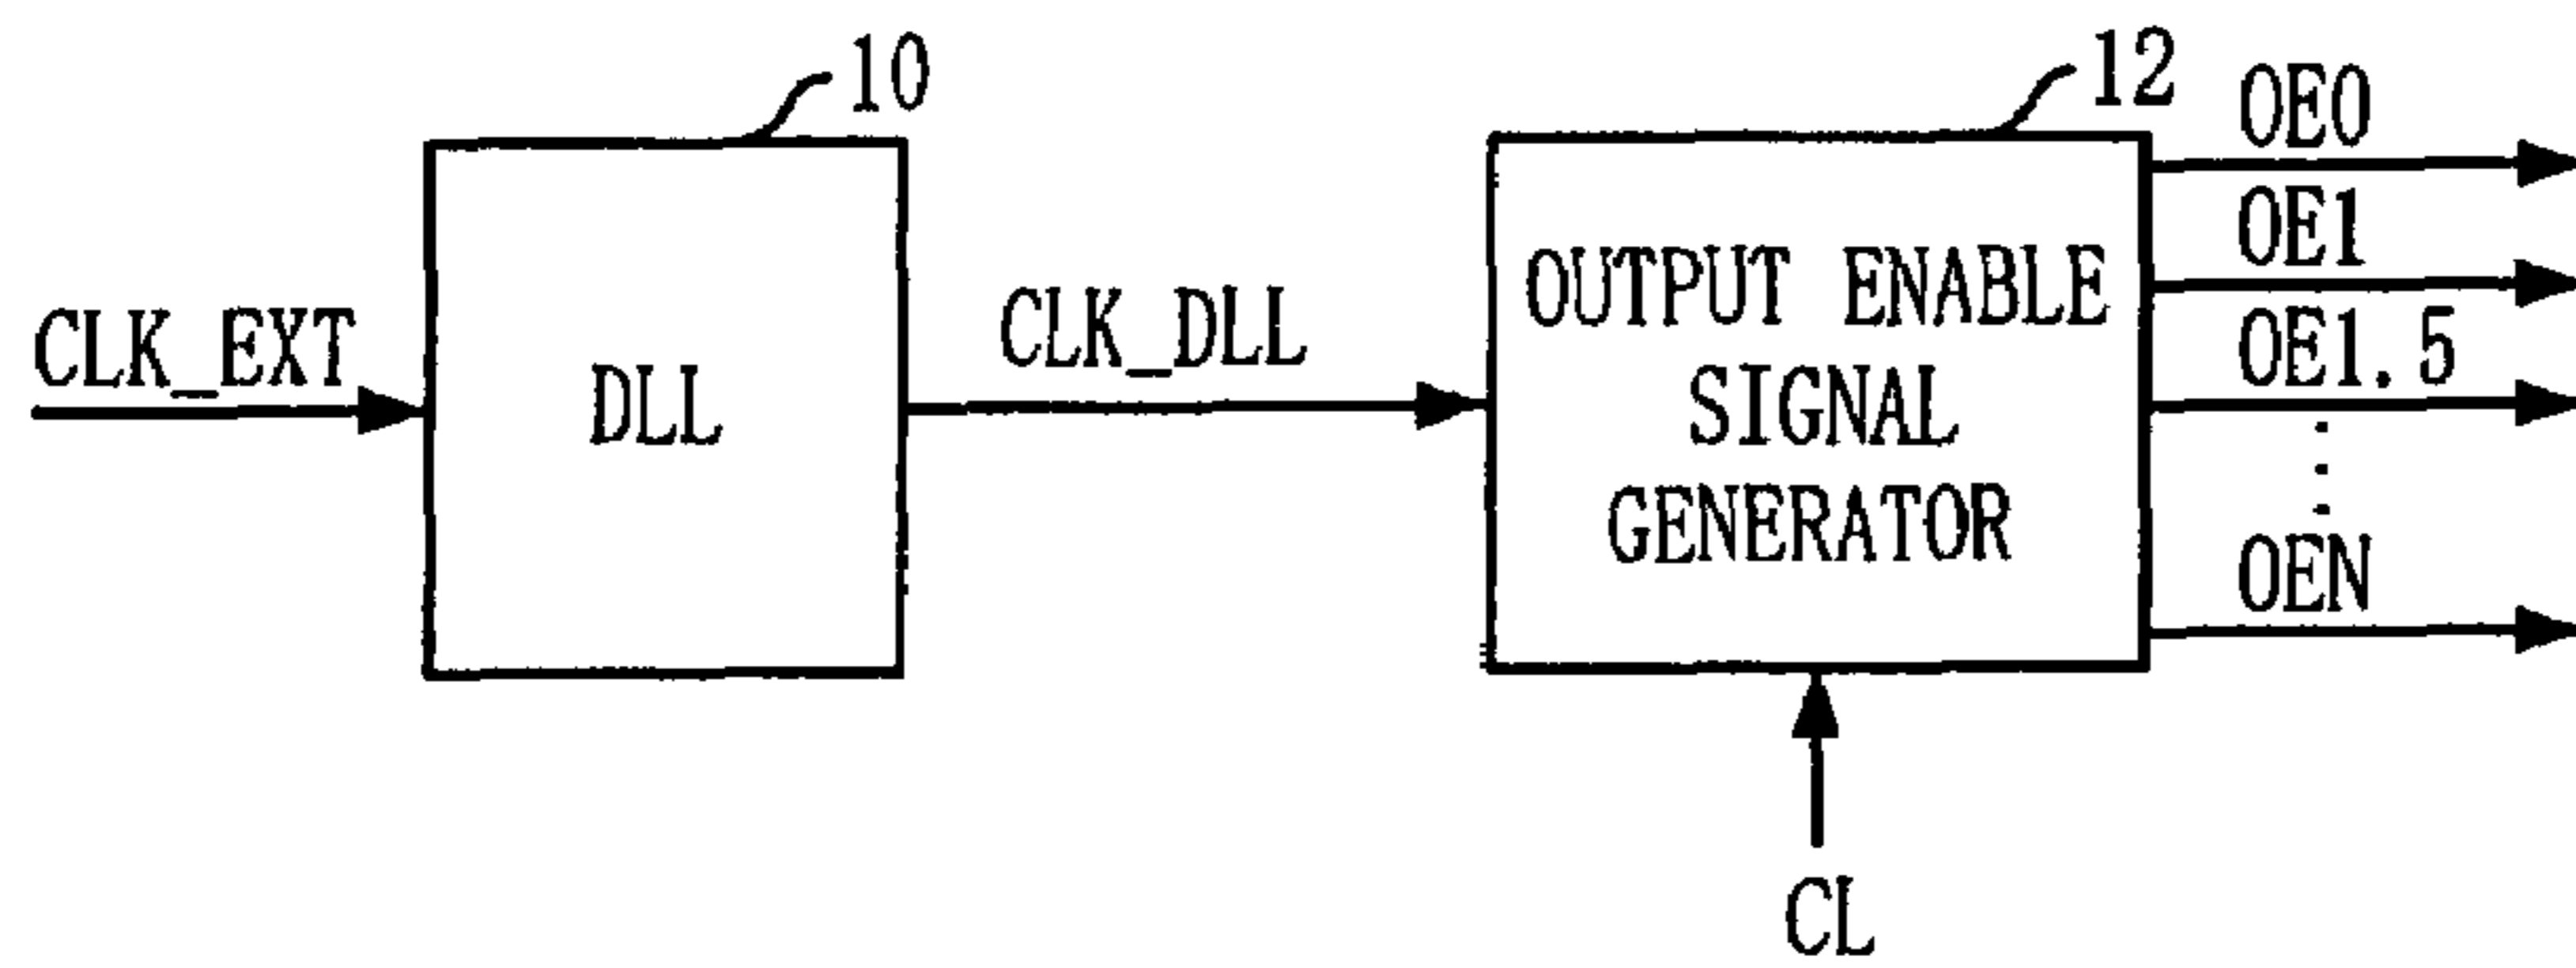 10
12
OE0
OE1
OE1.5
OEN
CLK_EXT
DLL
CLK_DLL
OUTPUT ENABLE
SIGNAL
GENERATOR
CL